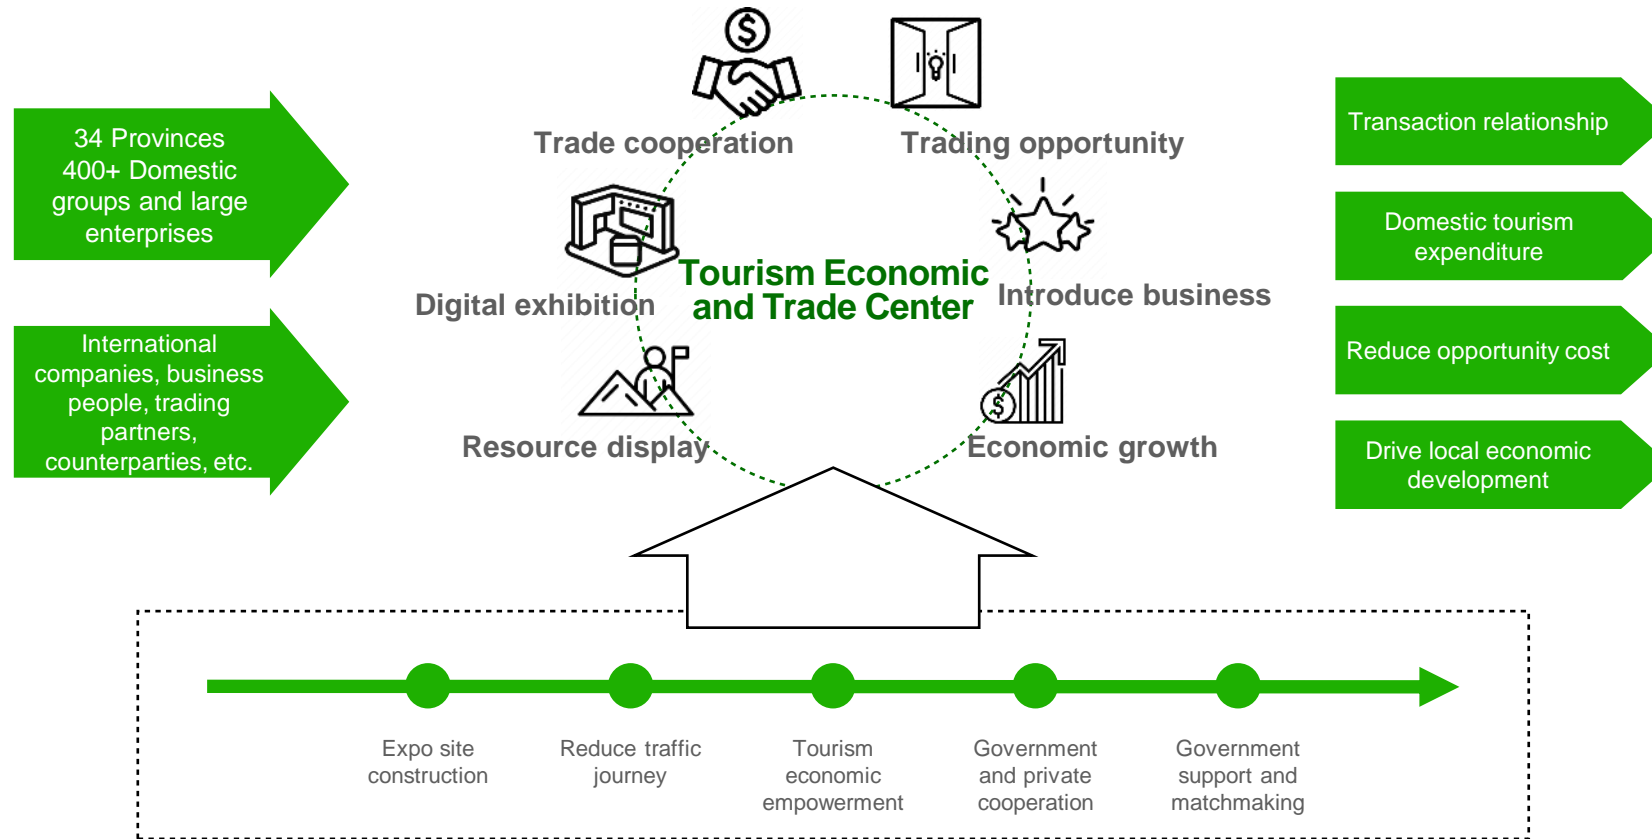 34 Provinces
400+ Domestic
groups and large
enterprises
International
companies, business
people, trading
partners,
counterparties, etc.
Trade cooperation
Trading opportunity
Digital exhibition
Tourism Economic
and Trade Center
Introduce business
Resource display
Economic growth
Transaction relationship
Domestic tourism
expenditure
Reduce opportunity cost
Drive local economic
development
Expo site
construction
Reduce traffic
journey
Tourism
economic
empowerment
Government
and private
cooperation
Government
support and
matchmaking